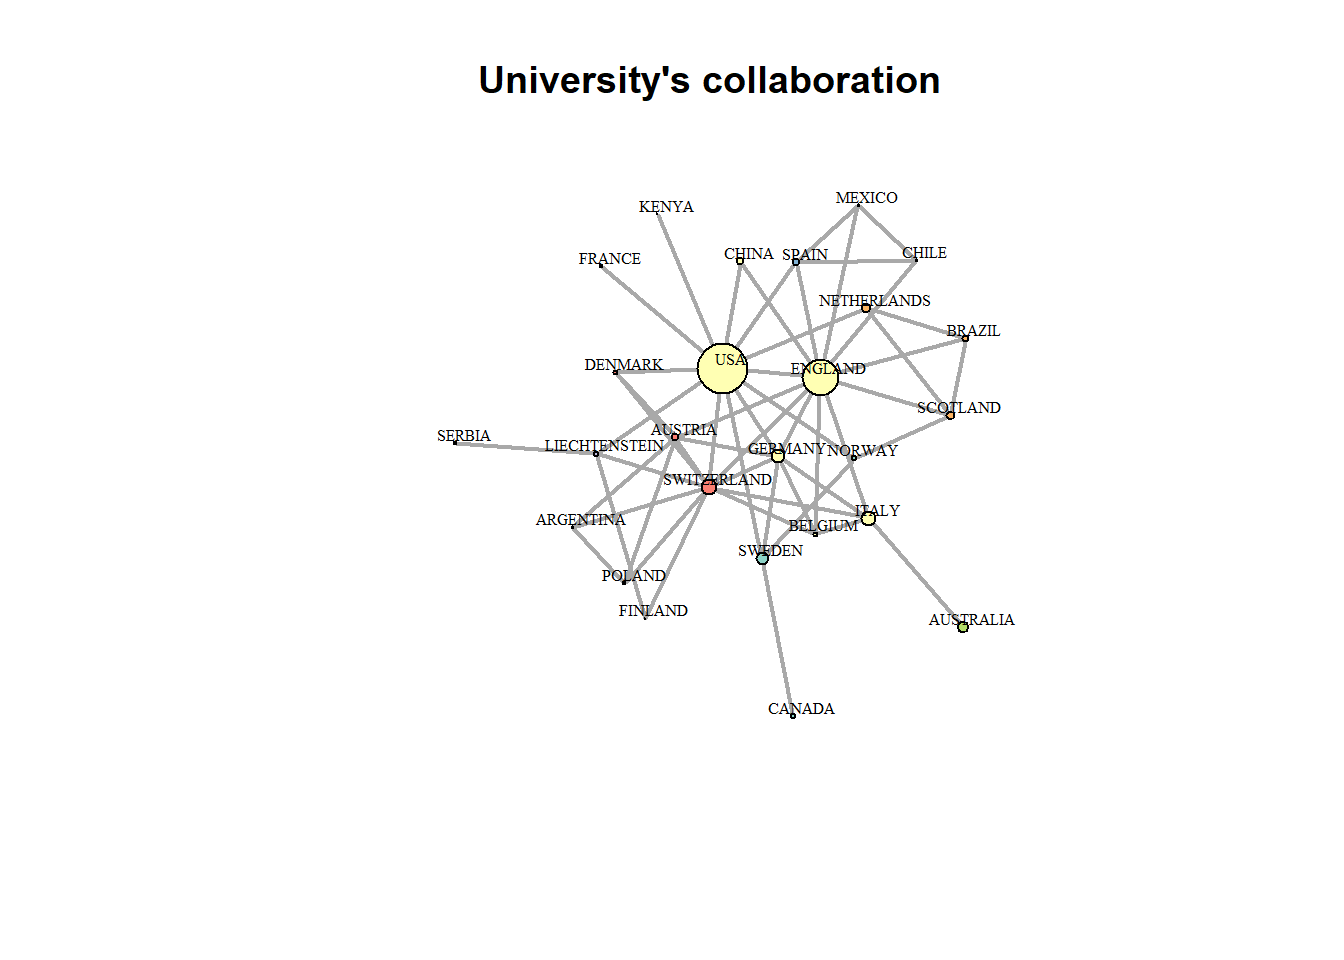 University's collaboration
MEXICO
KENYA
CHINA
SPAIN
CHILE
FRANCE
NETHERLANDS
BRAZIL
USA
DENMARK
ENGLAND
SCOTLAND
AUSTRIA
SERBIA
LIECHTENSTEIN
GERMANY
NORWAY
SWITZERLAND
ITALY
ARGENTINA
BELGIUM
SWEDEN
POLAND
FINLAND
AUSTRALIA
CANADA